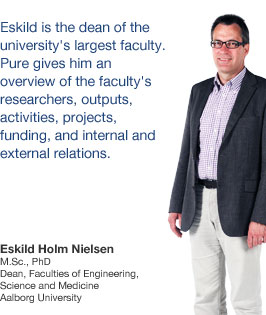 Eskild is the dean of the
university's largest faculty.
Pure gives him an
overview of the faculty's
researchers, outputs,
activities, projects,
funding, and internal and
external relations.
Eskild Holm Nielsen
M.Sc., PhD
Dean, Faculties of Engineering,
Science and Medicine
Aalborg University